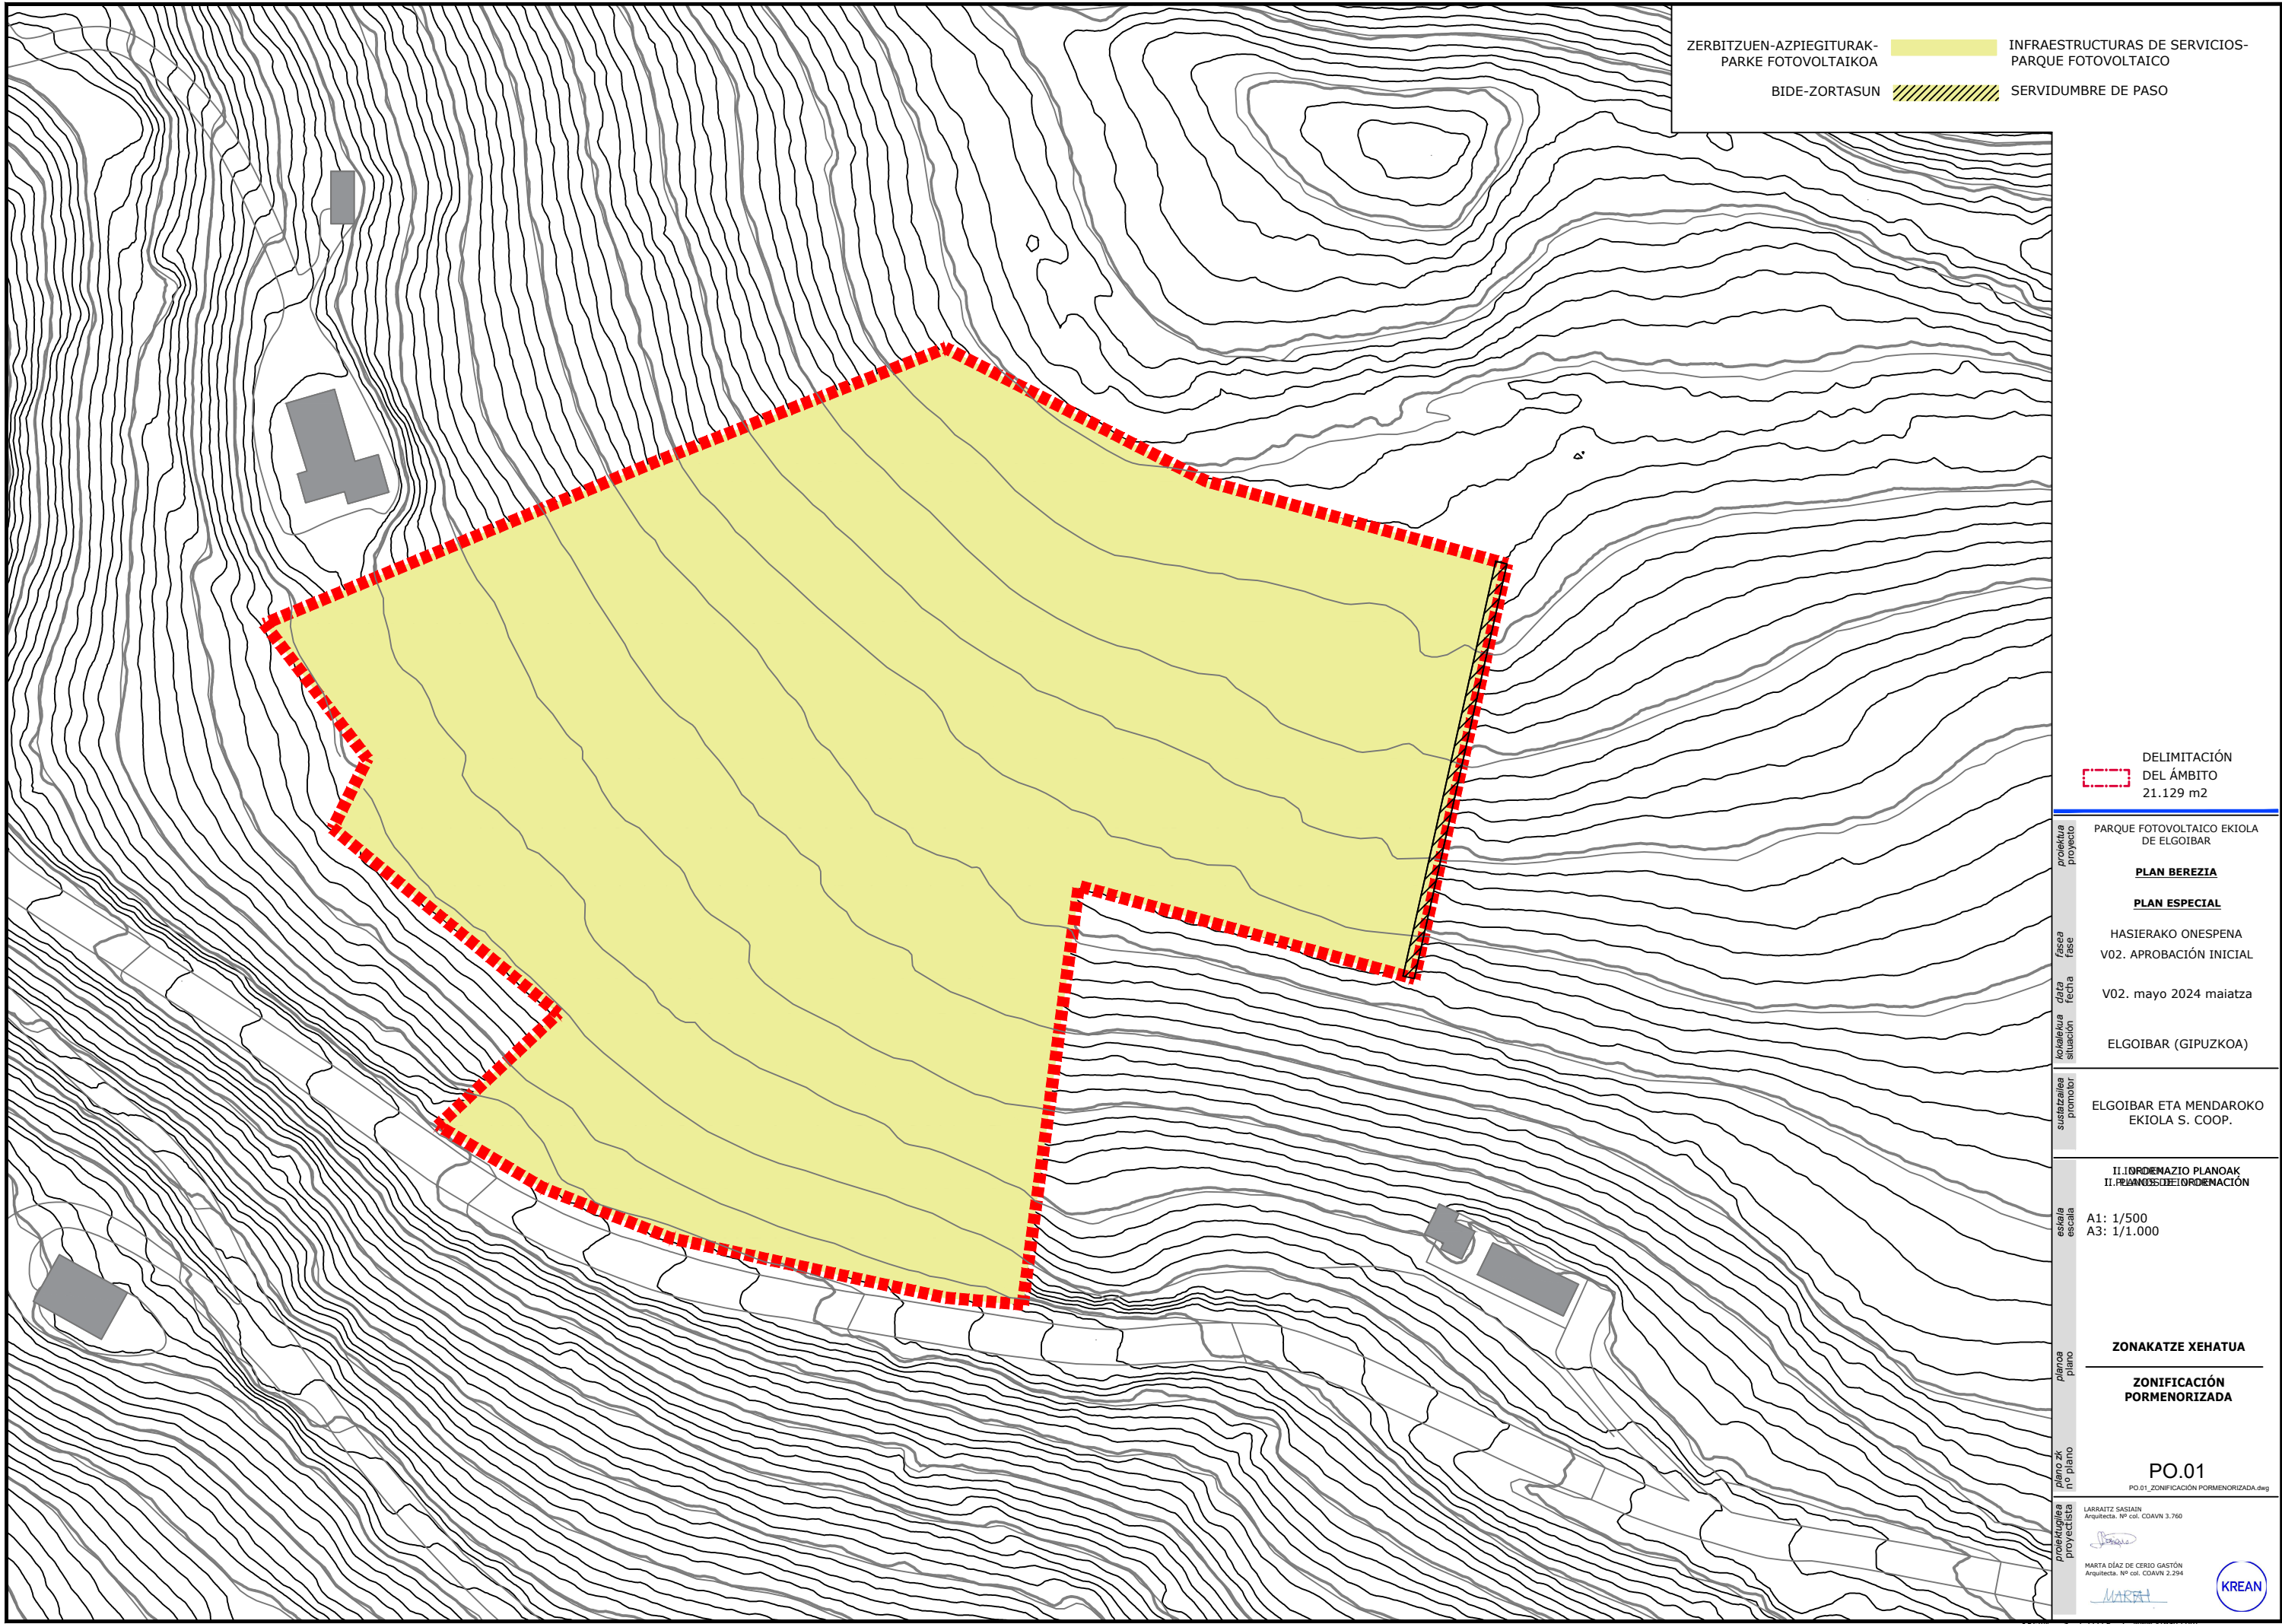 ZERBITZUEN-AZPIEGITURAK-
PARKE FOTOVOLTAIKOA
INFRAESTRUCTURAS DE SERVICIOS-
PARQUE FOTOVOLTAICO
BIDE-ZORTASUN
SERVIDUMBRE DE PASO
DELIMITACIÓN
DEL ÁMBITO
21.129 m2
proiektua
proyecto
PARQUE FOTOVOLTAICO EKIOLA
DE ELGOIBAR
PLAN BEREZIA
PLAN ESPECIAL
fasea
fase
HASIERAKO ONESPENA
V02. APROBACIÓN INICIAL
data
fecha
V02. mayo 2024 maiatza
kokalekua
situación
ELGOIBAR (GIPUZKOA)
sustatzailea
promotor
ELGOIBAR ETA MENDAROKO
EKIOLA S. COOP.
PLANOAK
eskala
escala
A1: 1/500
A3: 1/1.000
planoa
plano
ZONAKATZE XEHATUA
ZONIFICACIÓN
PORMENORIZADA
plano zk
nº plano
PO.01
PO.01_ZONIFICACIÓN PORMENORIZADA.dwg
proiektugilea
proyectista
LARRAITZ SASIAIN
Arquitecta. Nº col. COAVN 3.760
MARTA DÍAZ DE CERIO GASTÓN
Arquitecta. Nº col. COAVN 2.294
KREAN